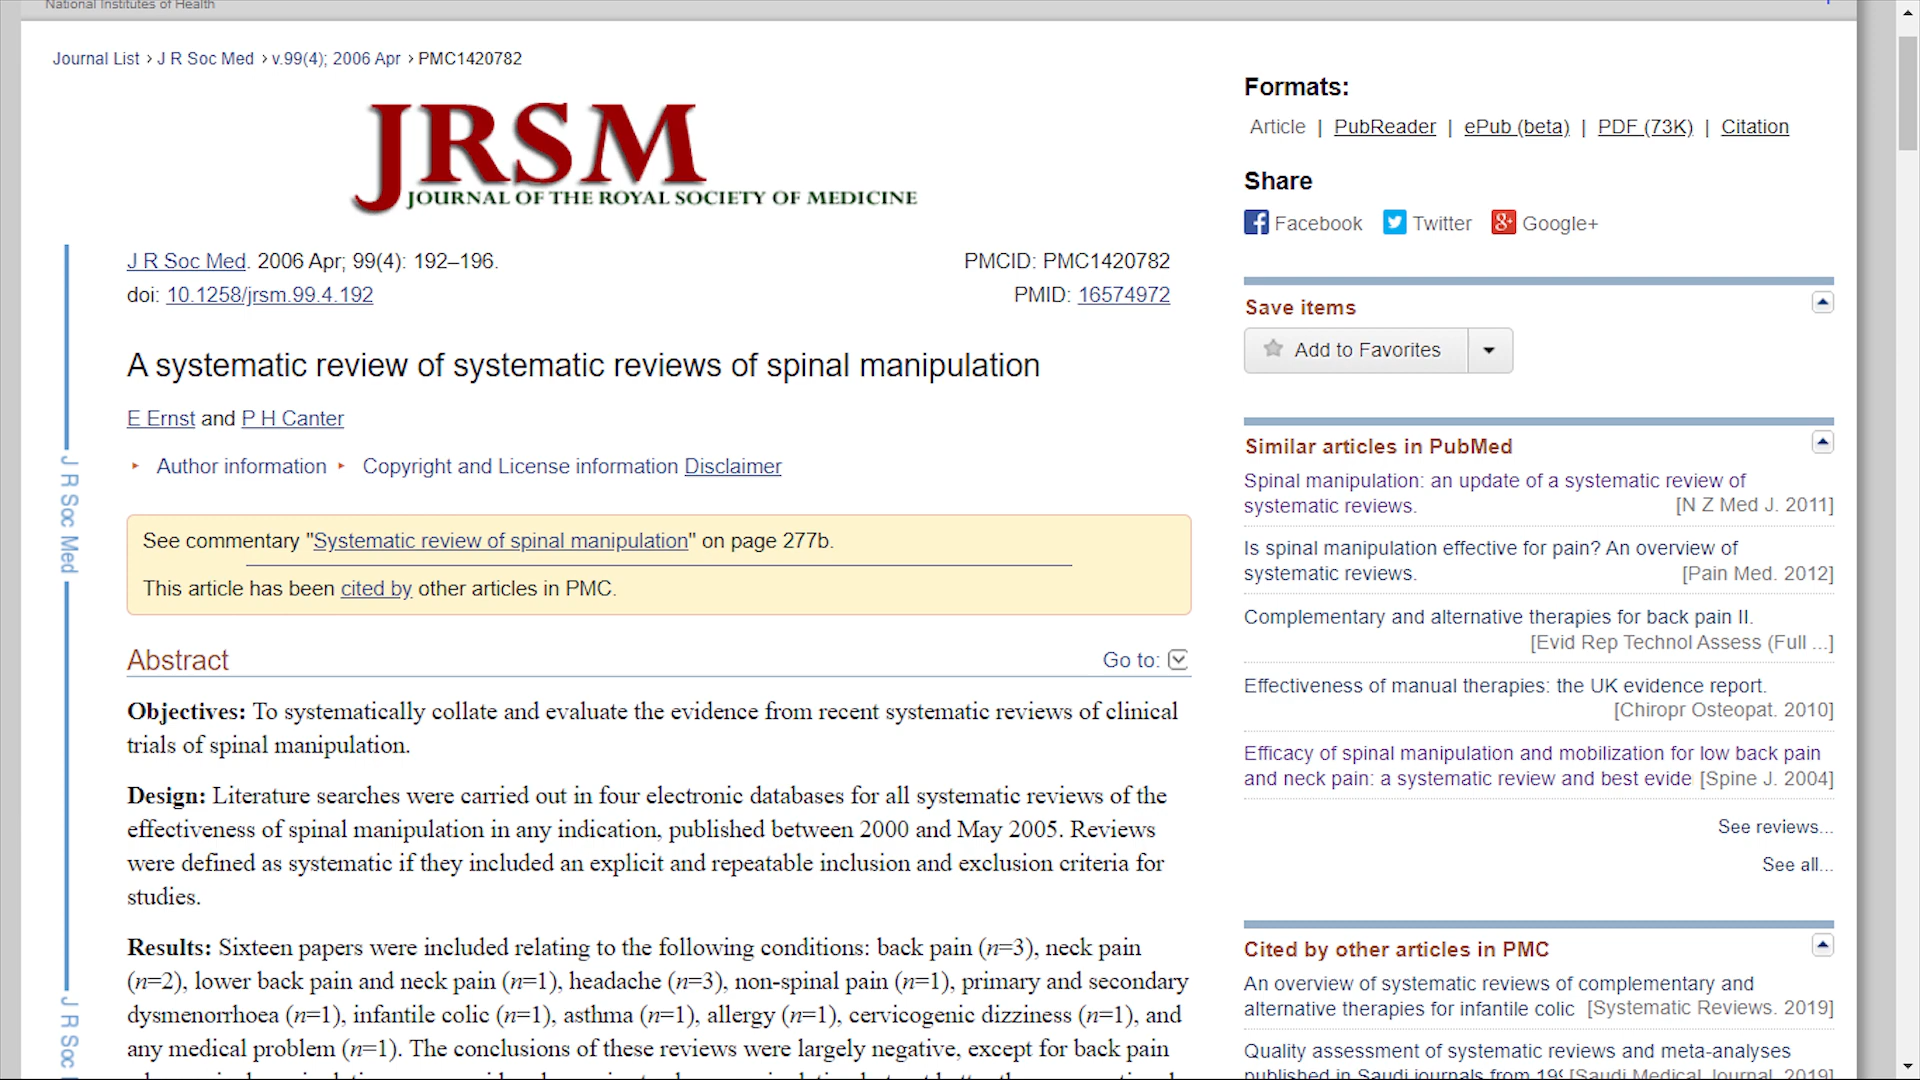 National Institutes of Health
Journal List › J R Soc Med › v.99(4); 2006 Apr › PMC1420782
JRSM
JOURNAL OF THE ROYAL SOCIETY OF MEDICINE
J R Soc Med. 2006 Apr; 99(4): 192–196.
PMCID: PMC1420782
doi: 10.1258/jrsm.99.4.192
PMID: 16574972
A systematic review of systematic reviews of spinal manipulation
E Ernst and P H Canter
Author information Copyright and License information Disclaimer
See commentary "Systematic review of spinal manipulation" on page 277b.
This article has been cited by other articles in PMC.
Abstract
Go to:
Objectives: To systematically collate and evaluate the evidence from recent systematic reviews of clinical
trials of spinal manipulation.
Design: Literature searches were carried out in four electronic databases for all systematic reviews of the
effectiveness of spinal manipulation in any indication, published between 2000 and May 2005. Reviews
were defined as systematic if they included an explicit and repeatable inclusion and exclusion criteria for
studies.
Results: Sixteen papers were included relating to the following conditions: back pain (n=3), neck pain
(n=2), lower back pain and neck pain (n=1), headache (n=3), non-spinal pain (n=1), primary and secondary
dysmenorrhoea (n=1), infantile colic (n=1), asthma (n=1), allergy (n=1), cervicogenic dizziness (n=1), and
any medical problem (n=1). The conclusions of these reviews were largely negative, except for back pain
J R Soc Med
J R Soc
Formats:
Article | PubReader | ePub (beta) | PDF (73K) | Citation
Share
Facebook Twitter Google+
Save items
Add to Favorites
Similar articles in PubMed
Spinal manipulation: an update of a systematic review of
systematic reviews. [N Z Med J. 2011]
Is spinal manipulation effective for pain? An overview of
systematic reviews. [Pain Med. 2012]
Complementary and alternative therapies for back pain II.
[Evid Rep Technol Assess (Full ...]
Effectiveness of manual therapies: the UK evidence report.
[Chiropr Osteopat. 2010]
Efficacy of spinal manipulation and mobilization for low back pain
and neck pain: a systematic review and best evide [Spine J. 2004]
See reviews...
See all...
Cited by other articles in PMC
An overview of systematic reviews of complementary and
alternative therapies for infantile colic [Systematic Reviews. 2019]
Quality assessment of systematic reviews and meta-analyses
published in Saudi journals from 199 [Saudi Medical Journal. 2019]